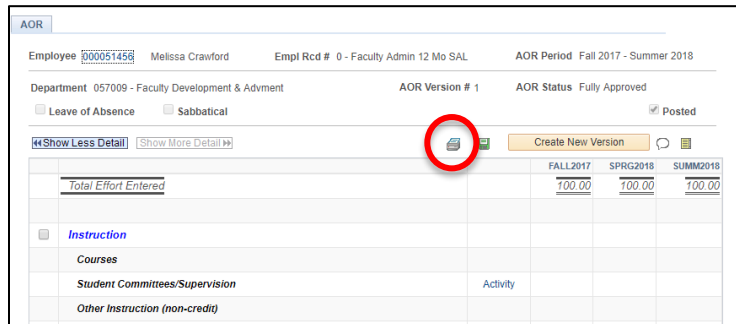 AOR
Employee 000051456 Melissa Crawford Empl Rcd # 0 - Faculty Admin 12 Mo SAL AOR Period Fall 2017 - Summer 2018
Department 057009 - Faculty Development & Advment AOR Version # 1 AOR Status Fully Approved
Leave of Absence Sabbatical Posted
Show Less Detail Show More Detail Create New Version
FALL2017 SPRG2018 SUMM2018
Total Effort Entered 100.00 100.00 100.00
Instruction
Courses
Student Committees/Supervision Activity
Other Instruction (non-credit)